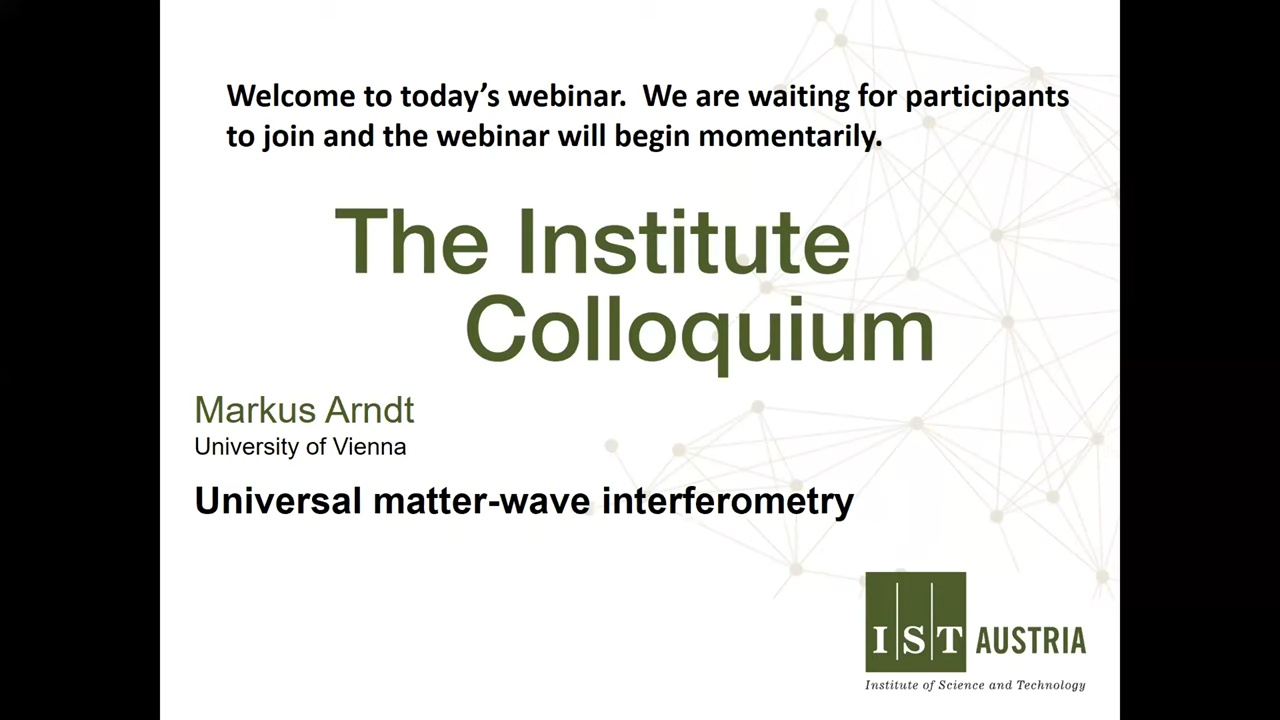 Welcome to today’s webinar.  We are waiting for participants
to join and the webinar will begin momentarily.
The Institute
Colloquium
Markus Arndt
University of Vienna
Universal matter-wave interferometry
IST AUSTRIA
Institute of Science and Technology